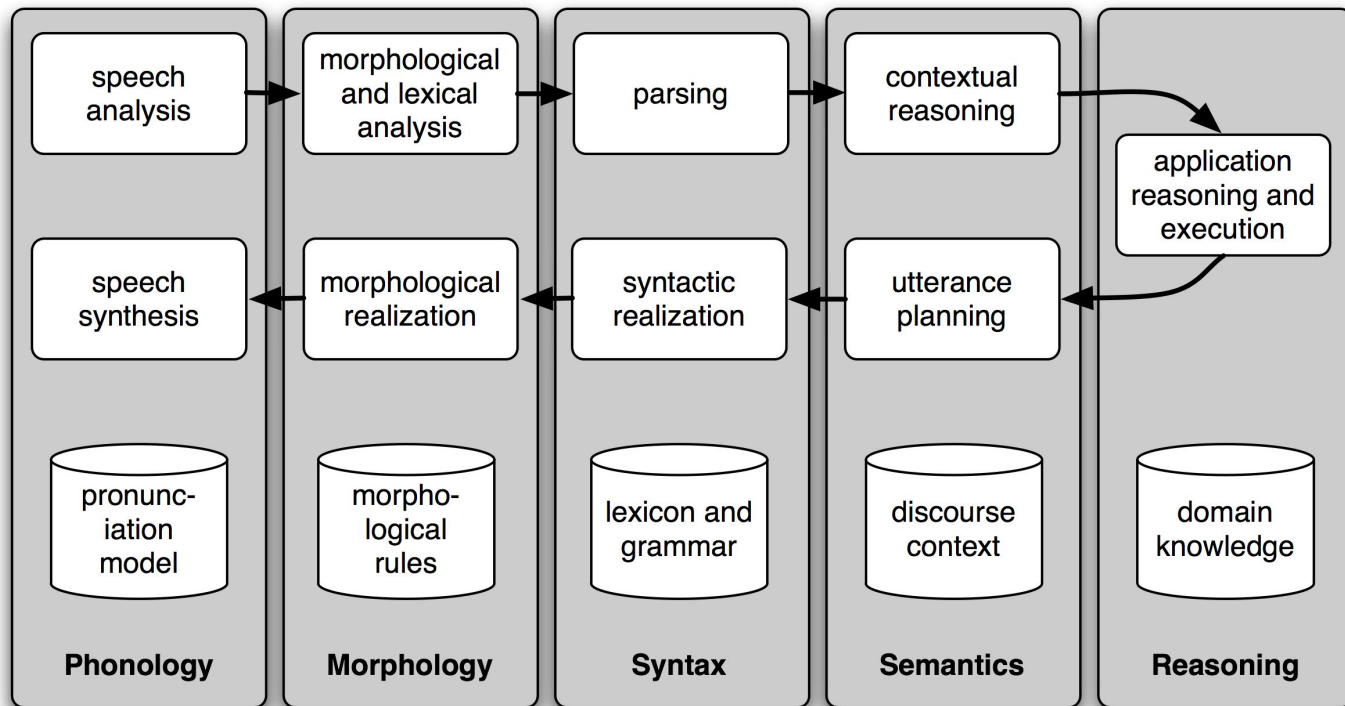 speech
analysis
morphological
and lexical
analysis
parsing
contextual
reasoning
application
reasoning and
execution
speech
synthesis
morphological
realization
syntactic
realization
utterance
planning
pronunc-
iation
model
morpho-
logical
rules
lexicon and
grammar
discourse
context
domain
knowledge
Phonology
Morphology
Syntax
Semantics
Reasoning